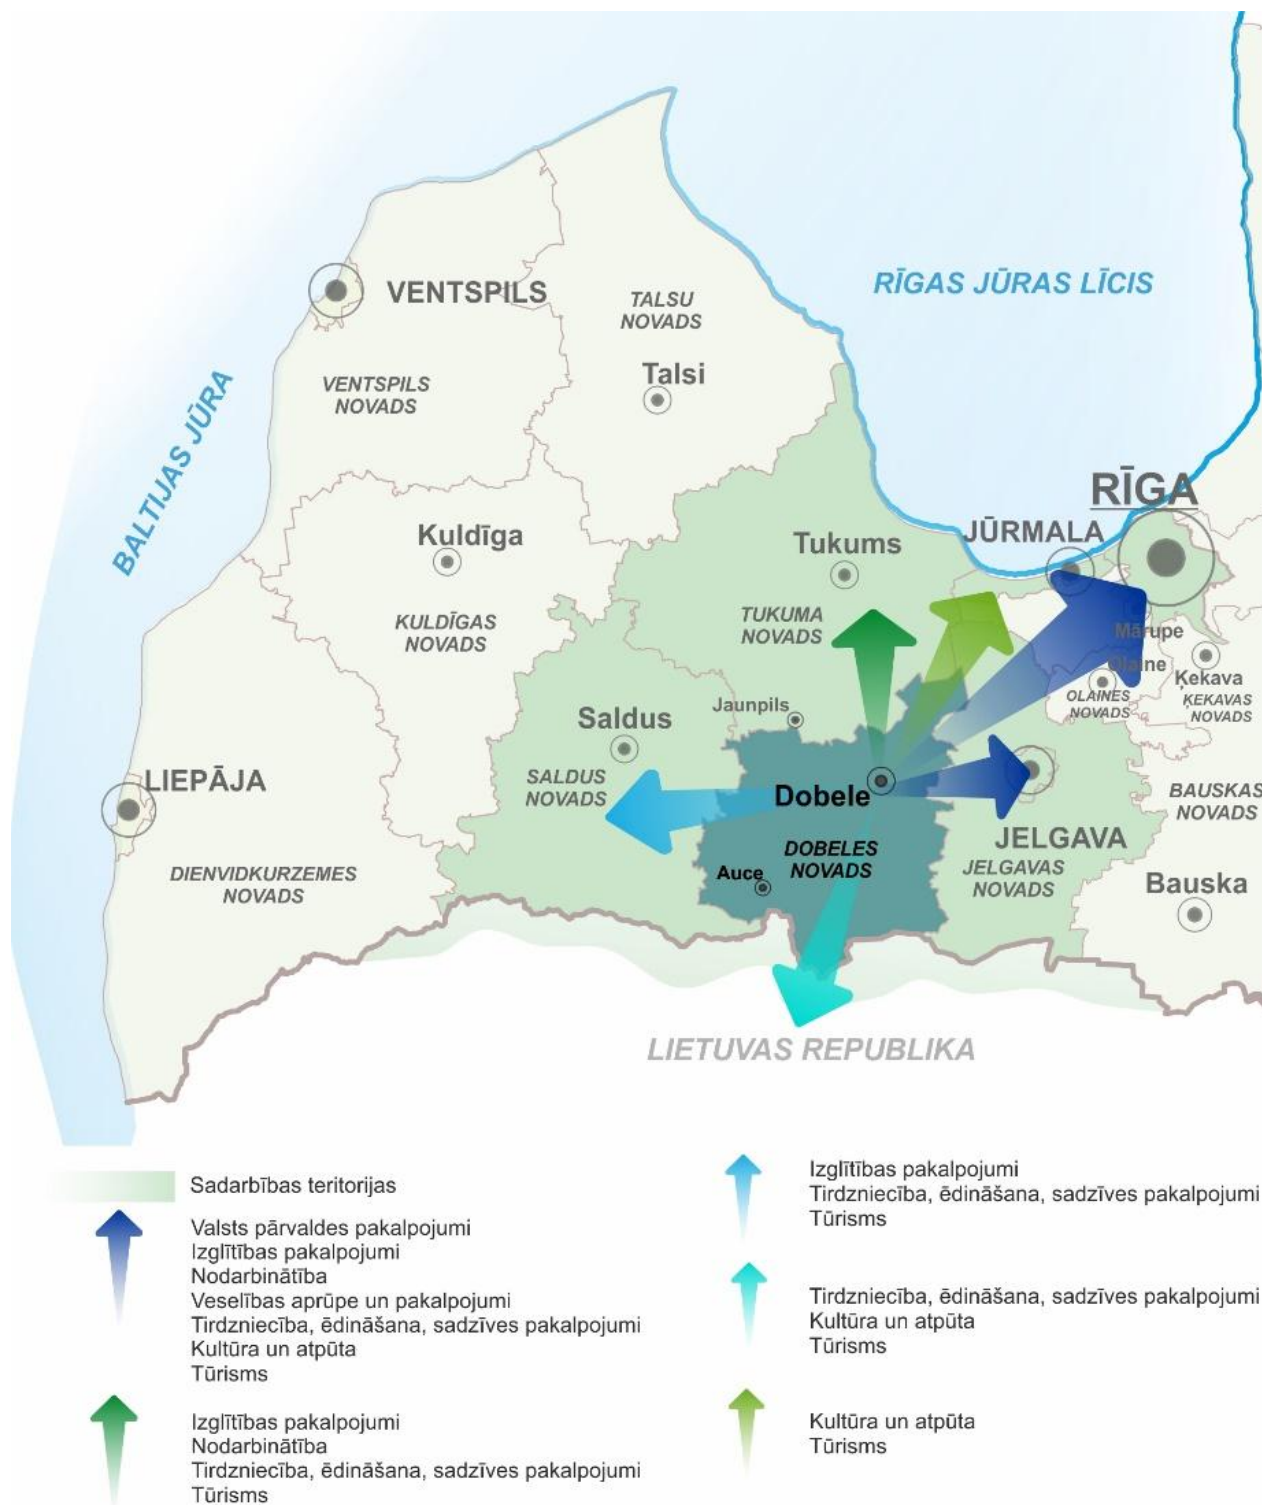 VENTSPILS
RĪGAS JŪRAS LĪCIS
TALSU
NOVADS
Talsi
VENTSPILS
NOVADS
BALTIJAS JŪRA
RĪGA
Kuldīga
Tukums
JŪRMALA
KULDĪGAS
NOVADS
TUKUMA
NOVADS
Mārupe
Olaine
Ķekava
OLAINES
NOVADS
ĶEKAVAS
NOVADS
Jaunpils
Saldus
SALDUS
NOVADS
LIEPĀJA
Dobele
BAUSKAS
NOVADS
JELGAVA
DOBELES
NOVADS
JELGAVAS
NOVADS
Auce
DIENVIDKURZEMES
NOVADS
Bauska
LIETUVAS REPUBLIKA
Sadarbības teritorijas
Valsts pārvaldes pakalpojumi
Izglītības pakalpojumi
Nodarbinātība
Veselības aprūpe un pakalpojumi
Tirdzniecība, ēdināšana, sadzīves pakalpojumi
Kultūra un atpūta
Tūrisms
Izglītības pakalpojumi
Nodarbinātība
Tirdzniecība, ēdināšana, sadzīves pakalpojumi
Tūrisms
Izglītības pakalpojumi
Tirdzniecība, ēdināšana, sadzīves pakalpojumi
Tūrisms
Tirdzniecība, ēdināšana, sadzīves pakalpojumi
Kultūra un atpūta
Tūrisms
Kultūra un atpūta
Tūrisms